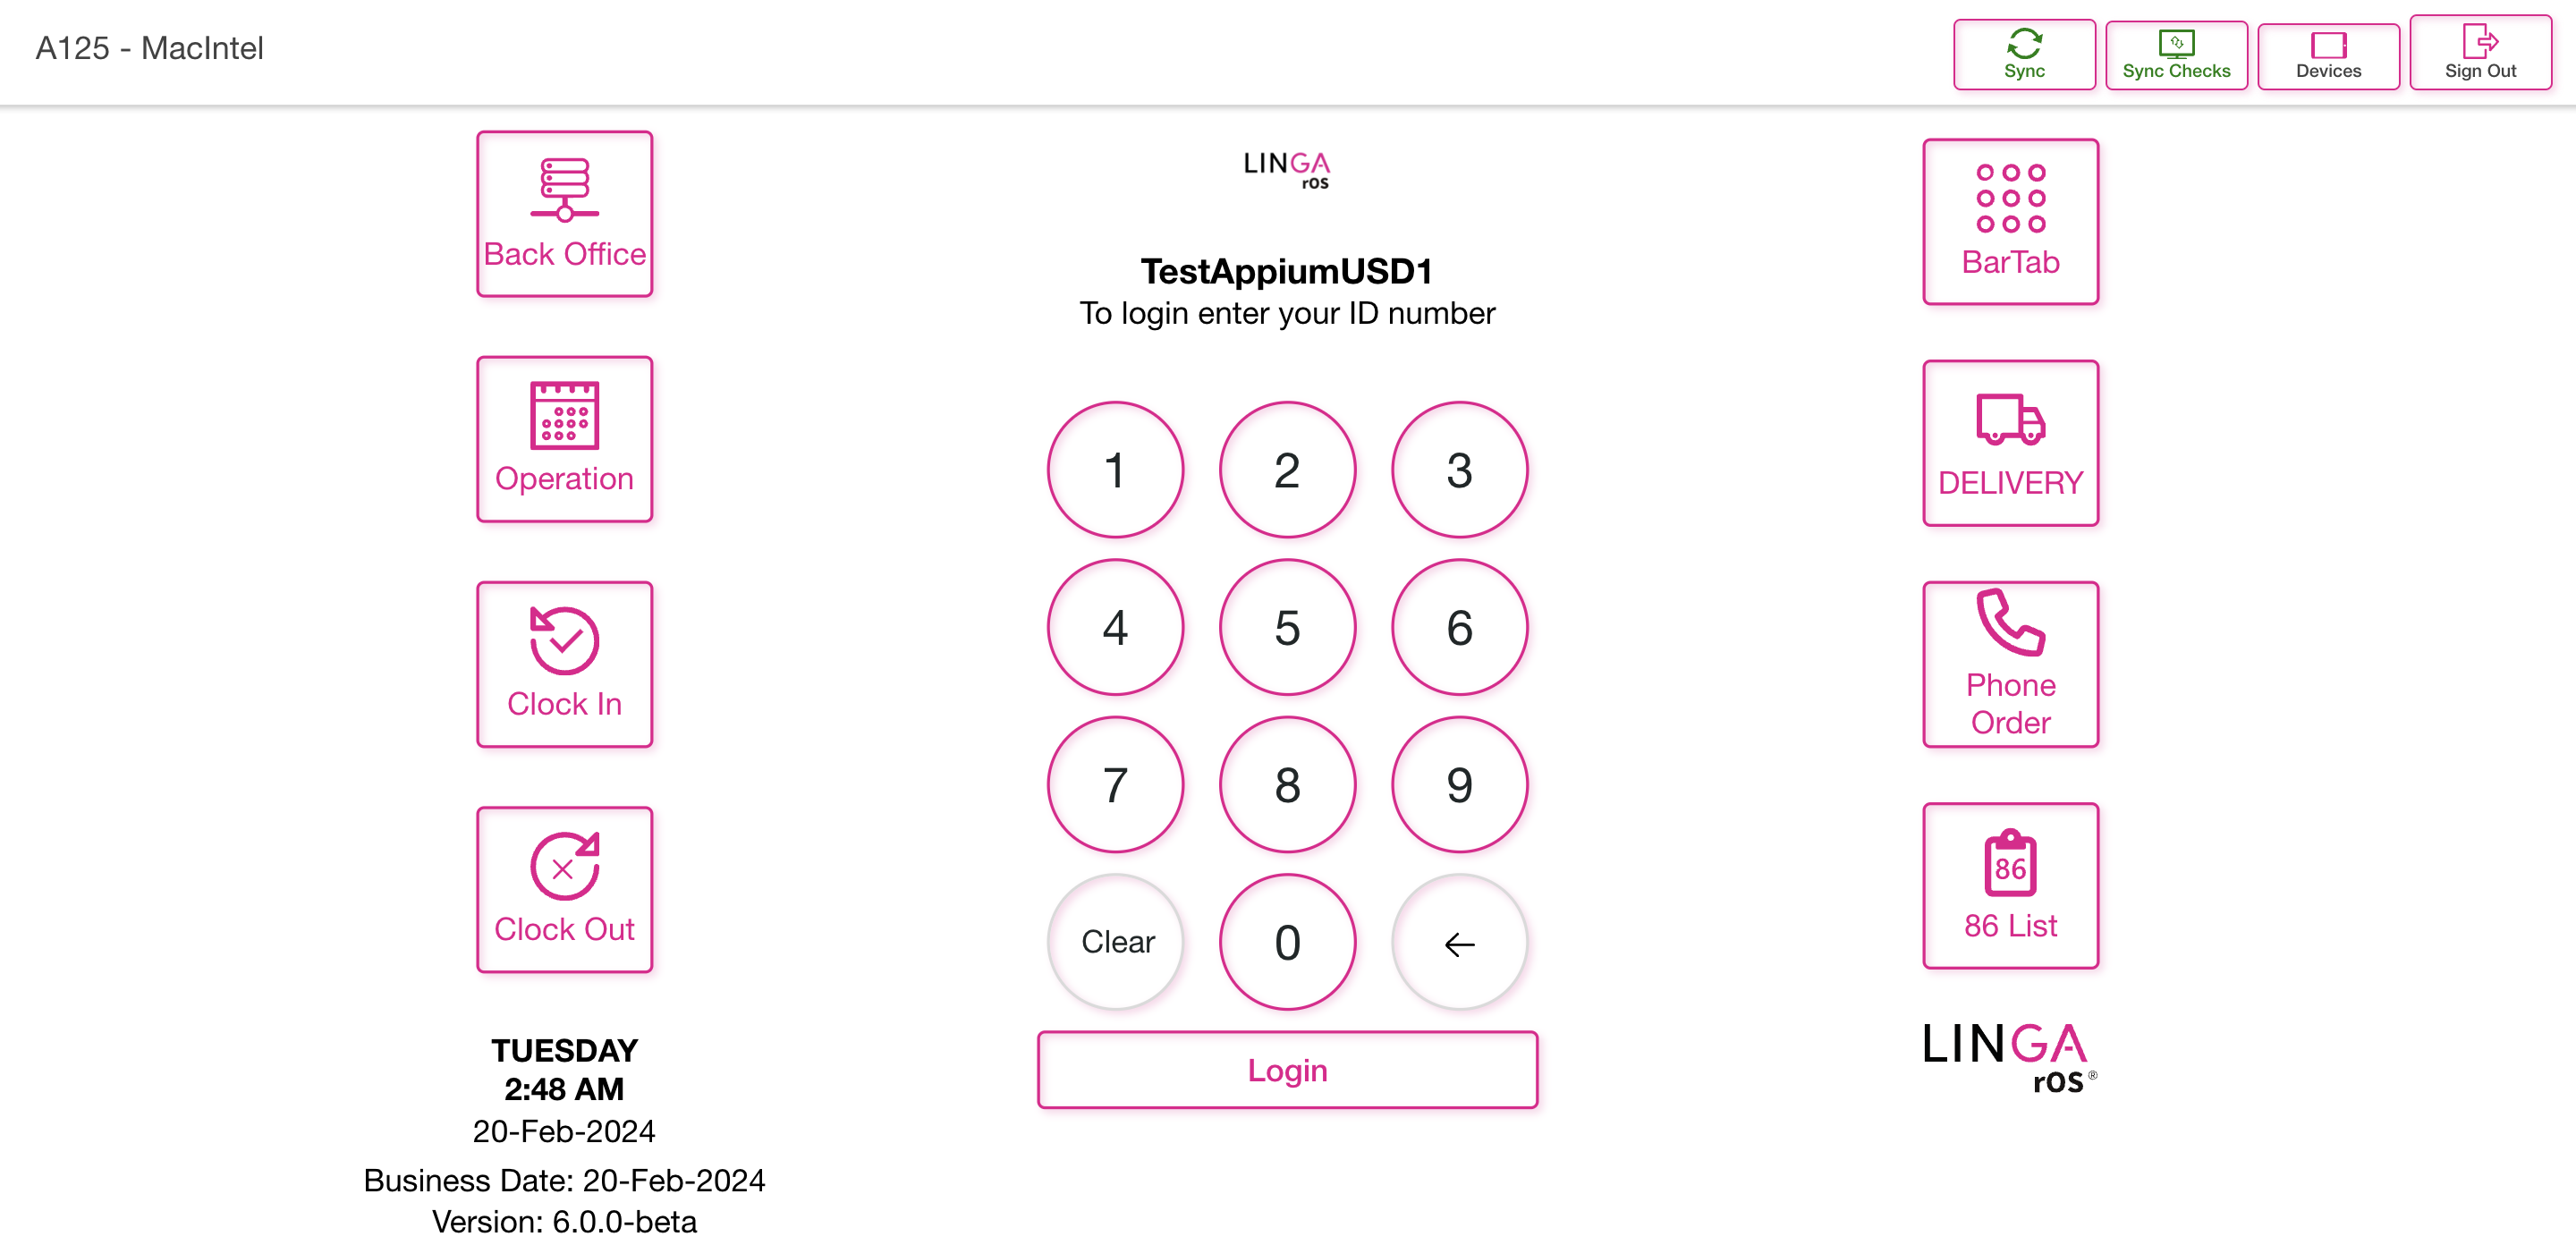 A125 - MacIntel
Sync
Sync Checks
Devices
Sign Out
Back Office
Operation
Clock In
Clock Out
TUESDAY
2:48 AM
20-Feb-2024
Business Date: 20-Feb-2024
Version: 6.0.0-beta
LINGA
rOS
TestAppiumUSD1
To login enter your ID number
1 2 3
4 5 6
7 8 9
Clear 0 ←
Login
BarTab
DELIVERY
Phone
Order
86
86 List
LINGA
rOS ®